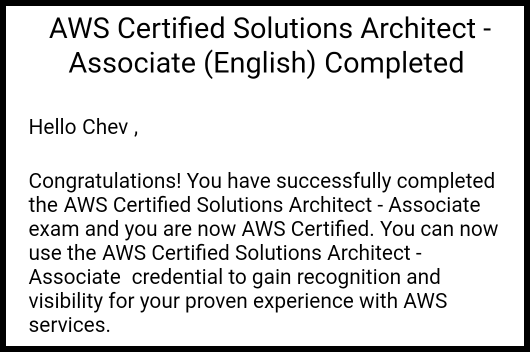 AWS Certified Solutions Architect -
Associate (English) Completed
Hello Chev ,
Congratulations! You have successfully completed
the AWS Certified Solutions Architect - Associate
exam and you are now AWS Certified. You can now
use the AWS Certified Solutions Architect -
Associate  credential to gain recognition and
visibility for your proven experience with AWS
services.